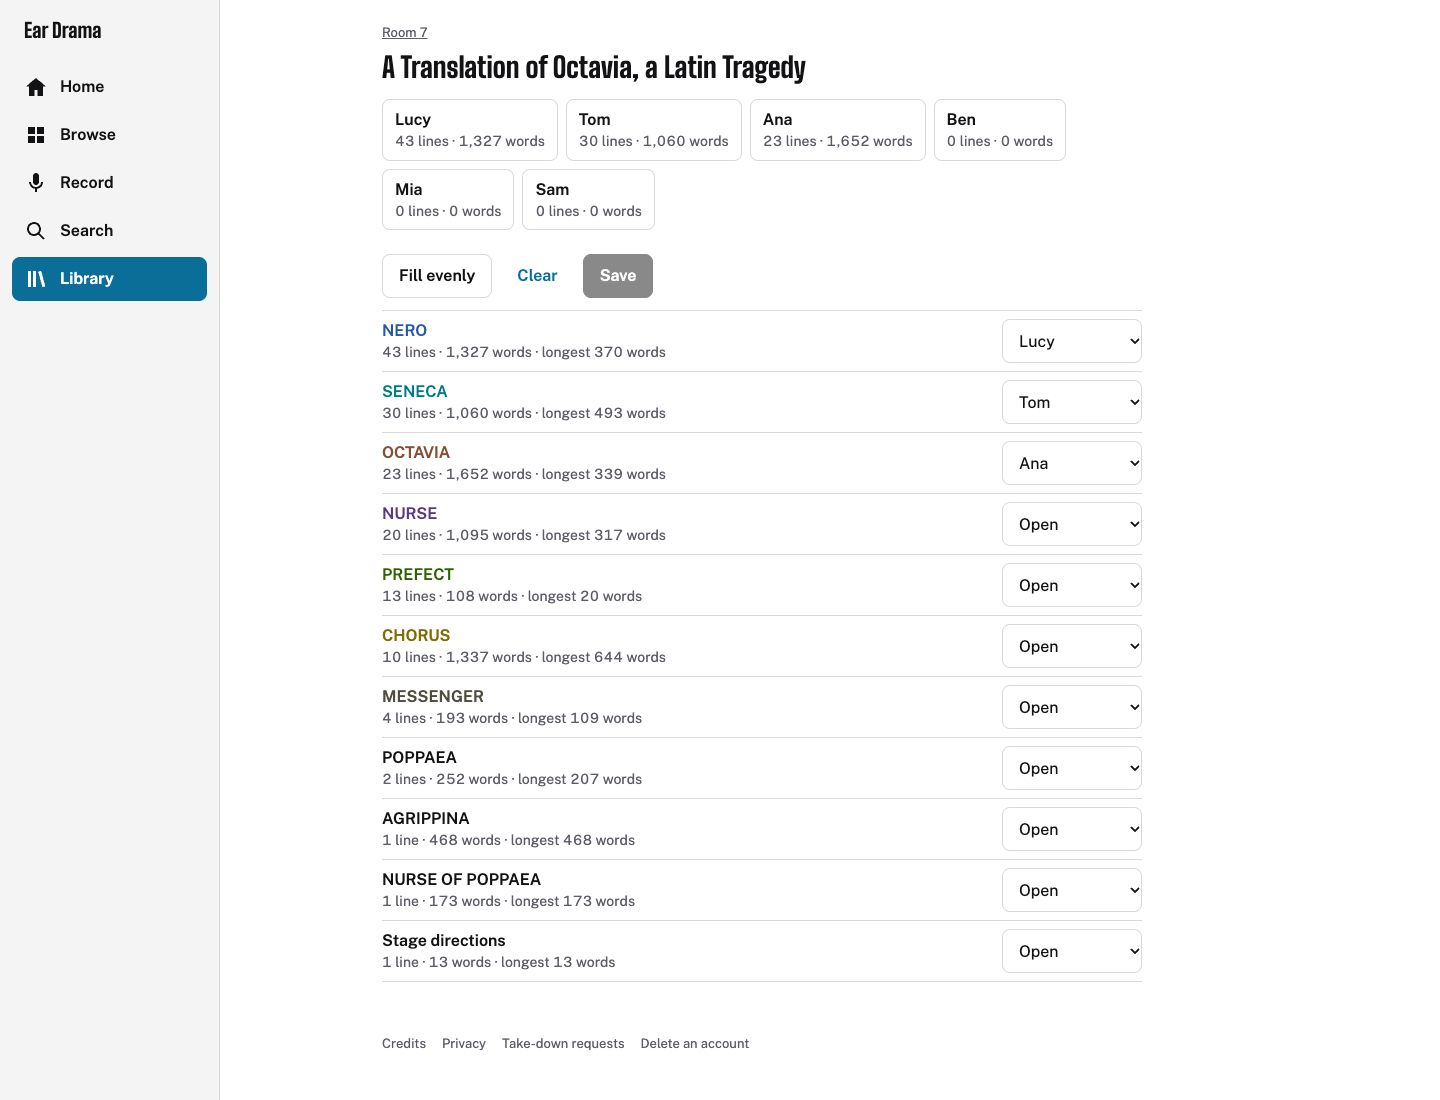 Ear Drama
Home
Browse
Record
Search
Library
Room 7
A Translation of Octavia, a Latin Tragedy
Lucy
43 lines · 1,327 words
Tom
30 lines · 1,060 words
Ana
23 lines · 1,652 words
Ben
0 lines · 0 words
Mia
0 lines · 0 words
Sam
0 lines · 0 words
Fill evenly
Clear
Save
NERO
43 lines · 1,327 words · longest 370 words
Lucy
SENECA
30 lines · 1,060 words · longest 493 words
Tom
OCTAVIA
23 lines · 1,652 words · longest 339 words
Ana
NURSE
20 lines · 1,095 words · longest 317 words
Open
PREFECT
13 lines · 108 words · longest 20 words
Open
CHORUS
10 lines · 1,337 words · longest 644 words
Open
MESSENGER
4 lines · 193 words · longest 109 words
Open
POPPAEA
2 lines · 252 words · longest 207 words
Open
AGRIPPINA
1 line · 468 words · longest 468 words
Open
NURSE OF POPPAEA
1 line · 173 words · longest 173 words
Open
Stage directions
1 line · 13 words · longest 13 words
Open
Credits
Privacy
Take-down requests
Delete an account